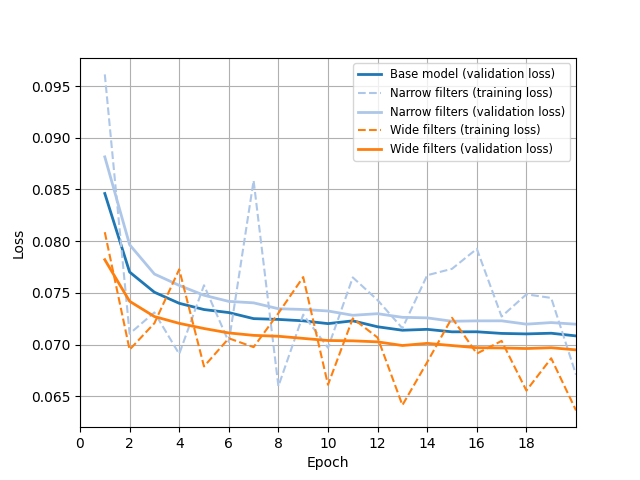 Base model (validation loss)
Narrow filters (training loss)
Narrow filters (validation loss)
Wide filters (training loss)
Wide filters (validation loss)
0.095
0.090
0.085
0.080
0.075
0.070
0.065
Loss
0 2 4 6 8 10 12 14 16 18
Epoch